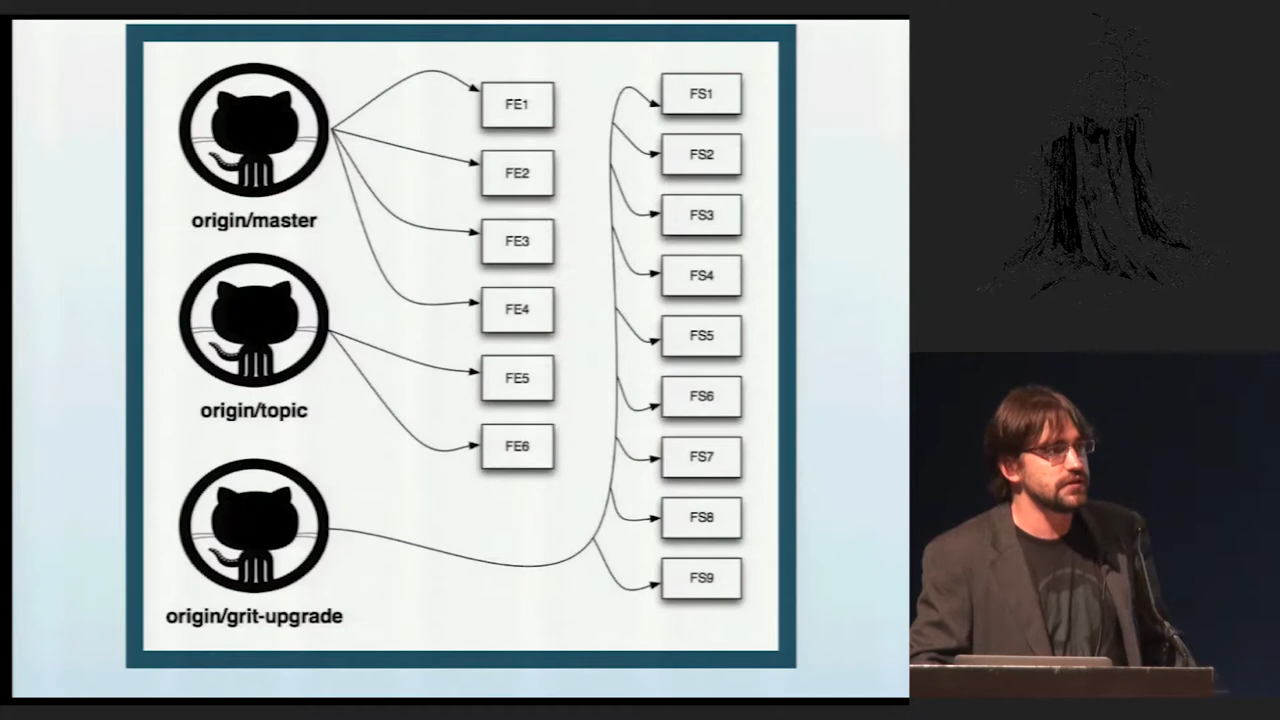 origin/master
origin/topic
origin/grit-upgrade
FE1
FE2
FE3
FE4
FE5
FE6
FS1
FS2
FS3
FS4
FS5
FS6
FS7
FS8
FS9